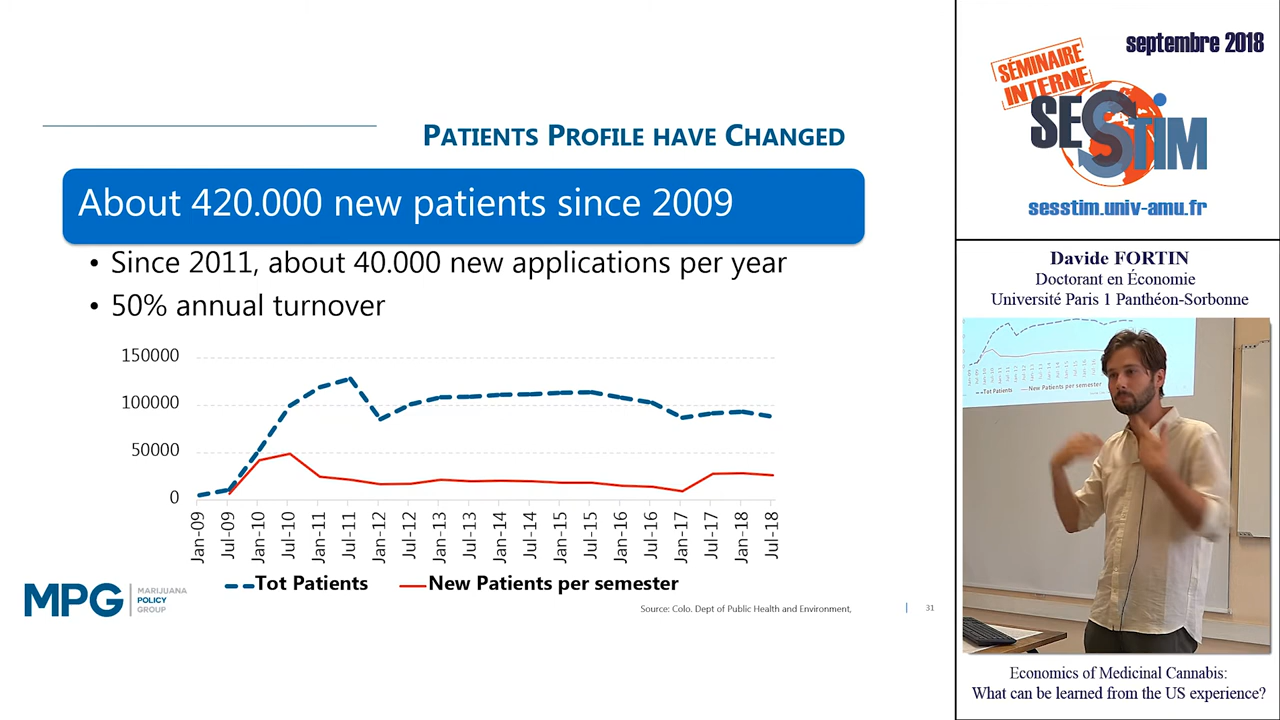 PATIENTS PROFILE HAVE CHANGED
About 420.000 new patients since 2009
• Since 2011, about 40.000 new applications per year
• 50% annual turnover
150000
100000
50000
0
Jan-09
Jul-09
Jan-10
Jul-10
Jan-11
Jul-11
Jan-12
Jul-12
Jan-13
Jul-13
Jan-14
Jul-14
Jan-15
Jul-15
Jan-16
Jul-16
Jan-17
Jul-17
Jan-18
Jul-18
Tot Patients
New Patients per semester
MPG
MARIJUANA
POLICY
GROUP
Source: Colo. Dept of Public Health and Environment,
31
septembre 2018
SÉMINAIRE
INTERNE
SESSTIM
sesstim.univ-amu.fr
Davide FORTIN
Doctorant en Économie
Université Paris 1 Panthéon-Sorbonne
Tot Patients
New Patients per semester
Economics of Medicinal Cannabis:
What can be learned from the US experience?